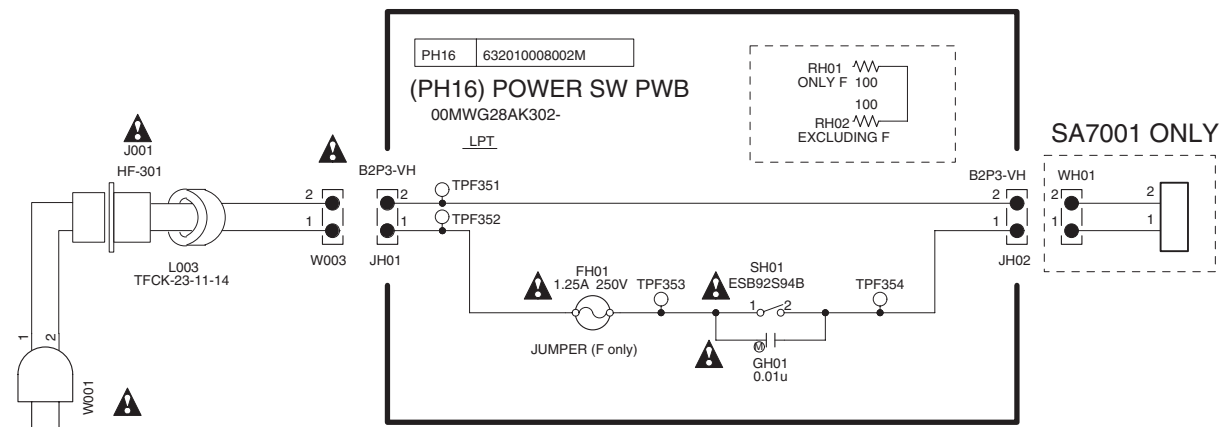 PH16 632010008002M
(PH16) POWER SW PWB
00MWG28AK302-
LPT
RH01
ONLY F 100
100
RH02
EXCLUDING F
SA7001 ONLY
J001
HF-301
B2P3-VH
B2P3-VH
WH01
2
2
TPF351
2
2
2
1
1
TPF352
1
1
1
L003
TFCK-23-11-14
W003
JH01
JH02
FH01
1.25A 250V
TPF353
SH01
ESB92S94B
TPF354
1
2
JUMPER (F only)
M
GH01
0.01u
1
2
W001